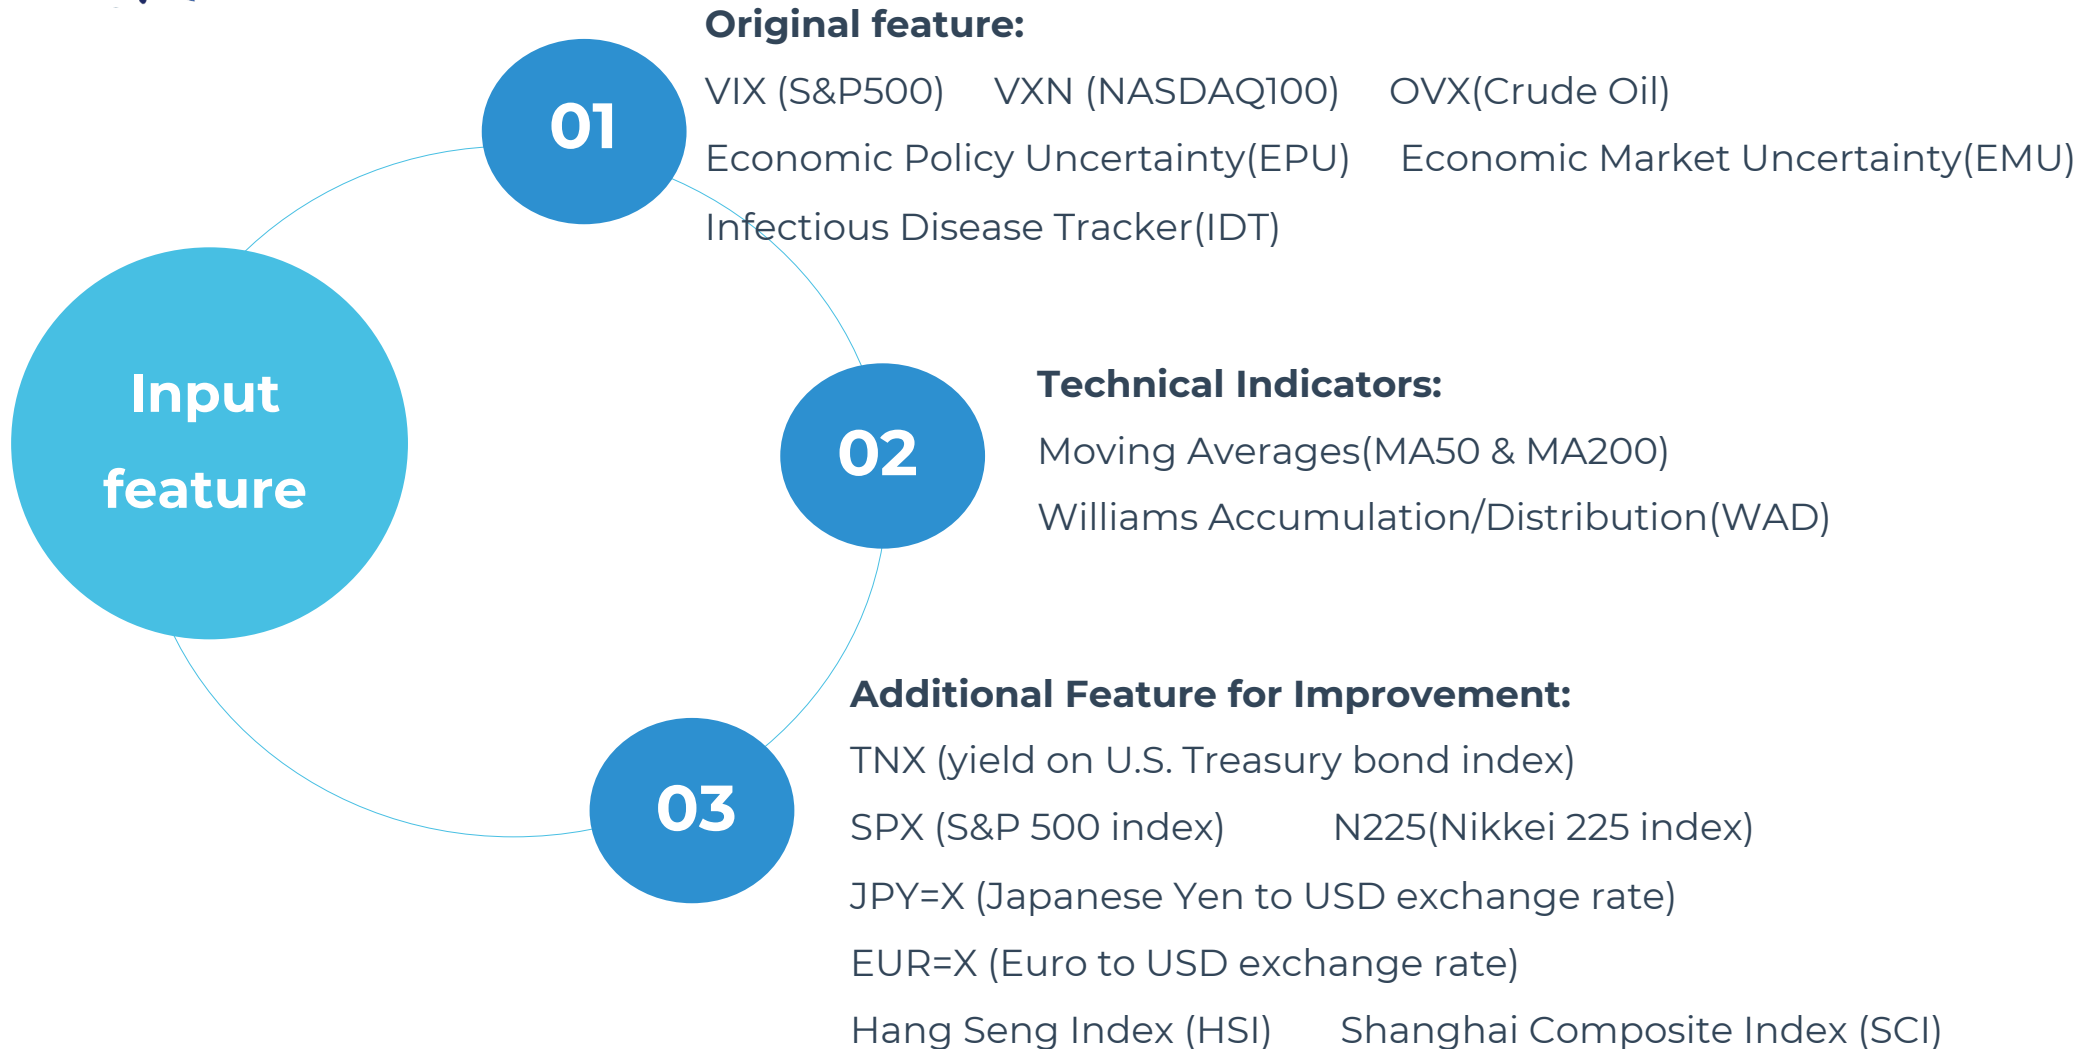 Original feature:
01
VIX (S&P500) VXN (NASDAQ100) OVX(Crude Oil)
Economic Policy Uncertainty(EPU) Economic Market Uncertainty(EMU)
Infectious Disease Tracker(IDT)
Input
feature
02
Technical Indicators:
Moving Averages(MA50 & MA200)
Williams Accumulation/Distribution(WAD)
03
Additional Feature for Improvement:
TNX (yield on U.S. Treasury bond index)
SPX (S&P 500 index) N225(Nikkei 225 index)
JPY=X (Japanese Yen to USD exchange rate)
EUR=X (Euro to USD exchange rate)
Hang Seng Index (HSI) Shanghai Composite Index (SCI)